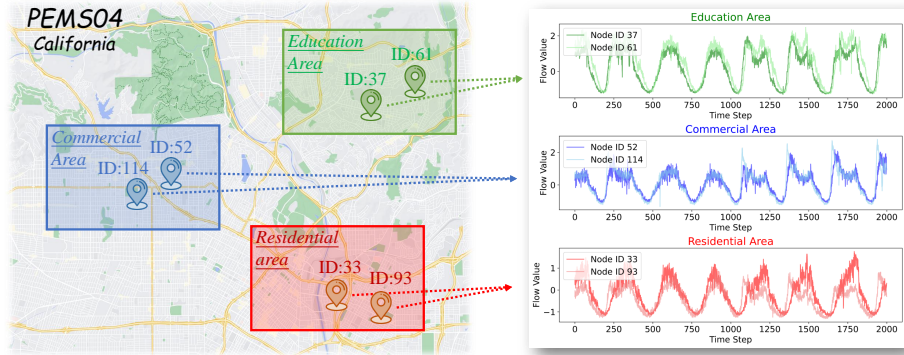 PEMS04
California
Education
Area
ID:61
ID:37
Commercial
Area
ID:52
ID:114
Residential
area
ID:33
ID:93
Education Area
Node ID 37
Node ID 61
Flow Value
2
0
0 250 500 750 1000 1250 1500 1750 2000
Time Step
Commercial Area
Node ID 52
Node ID 114
Flow Value
2
0
0 250 500 750 1000 1250 1500 1750 2000
Time Step
Residential Area
Node ID 33
Node ID 93
Flow Value
1
0
−1
0 250 500 750 1000 1250 1500 1750 2000
Time Step